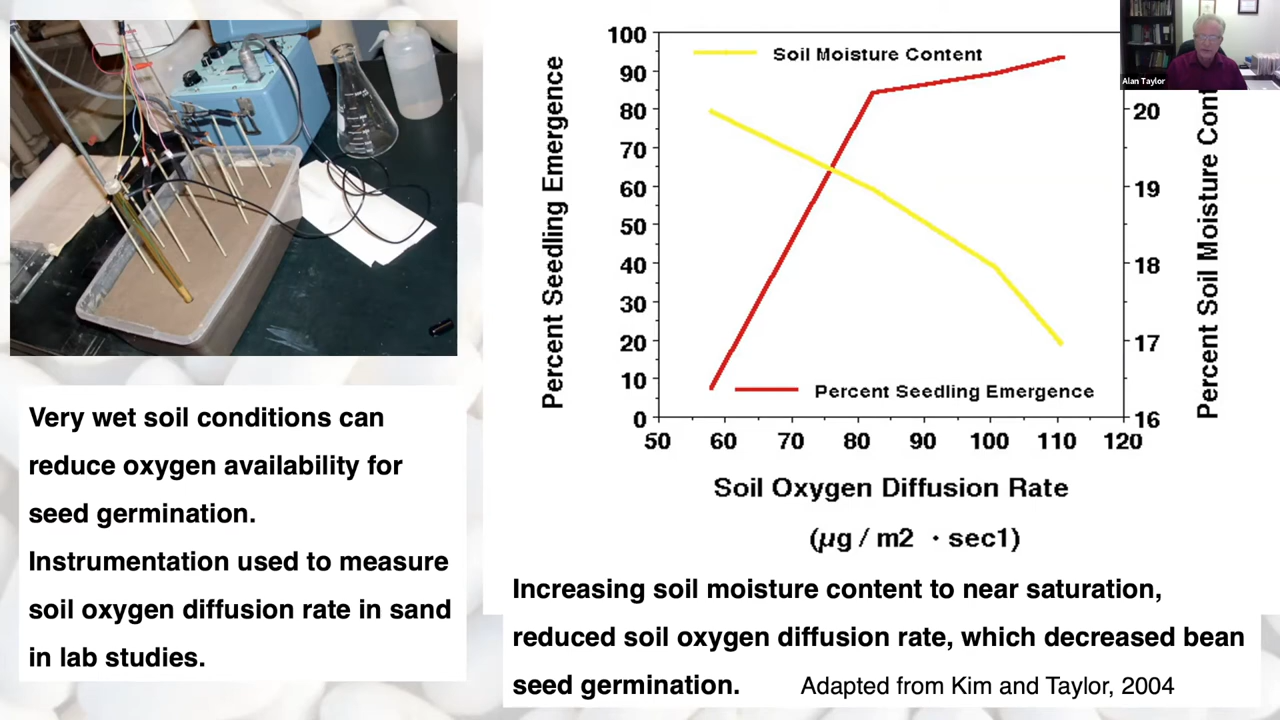 Very wet soil conditions can
reduce oxygen availability for
seed germination.
Instrumentation used to measure
soil oxygen diffusion rate in sand
in lab studies.
Percent Seedling Emergence
100
90
80
70
60
50
40
30
20
10
0
Soil Moisture Content
Percent Seedling Emergence
20
19
18
17
16
Percent Soil Moisture Cont
50 60 70 80 90 100 110 120
Soil Oxygen Diffusion Rate
(µg / m2 · sec1)
Alan Taylor
Increasing soil moisture content to near saturation,
reduced soil oxygen diffusion rate, which decreased bean
seed germination. Adapted from Kim and Taylor, 2004